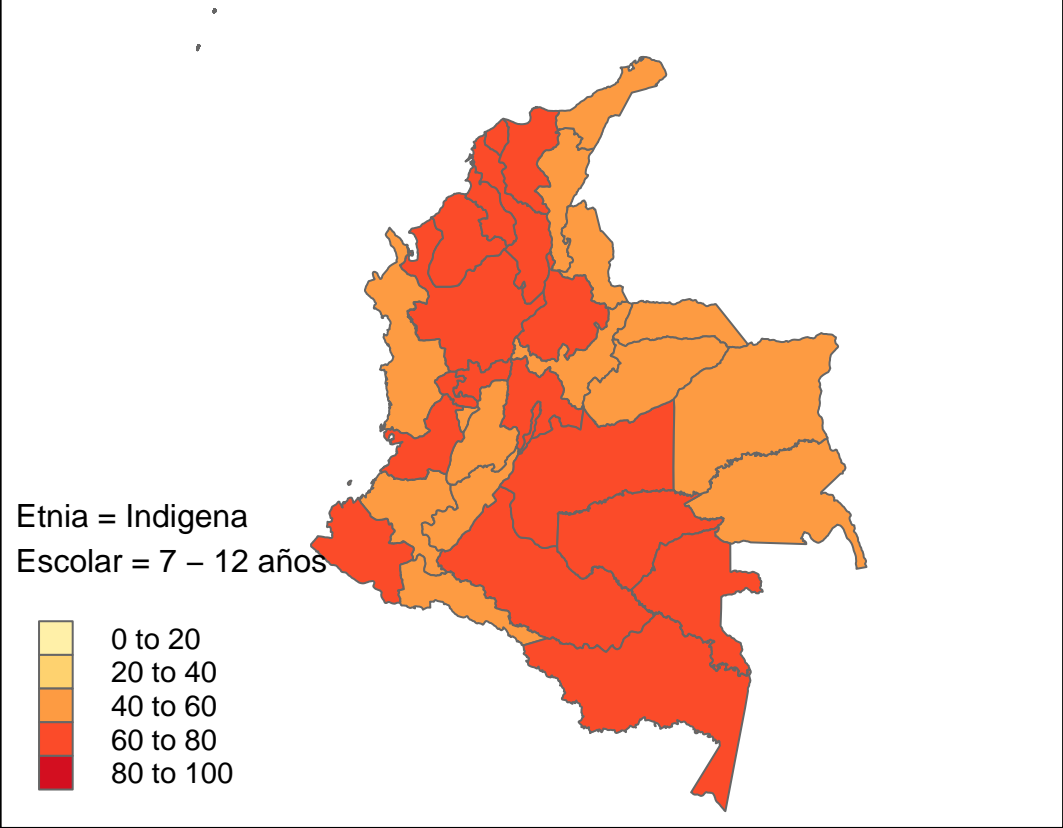 Etnia = Indigena
Escolar = 7 – 12 años
0 to 20
20 to 40
40 to 60
60 to 80
80 to 100